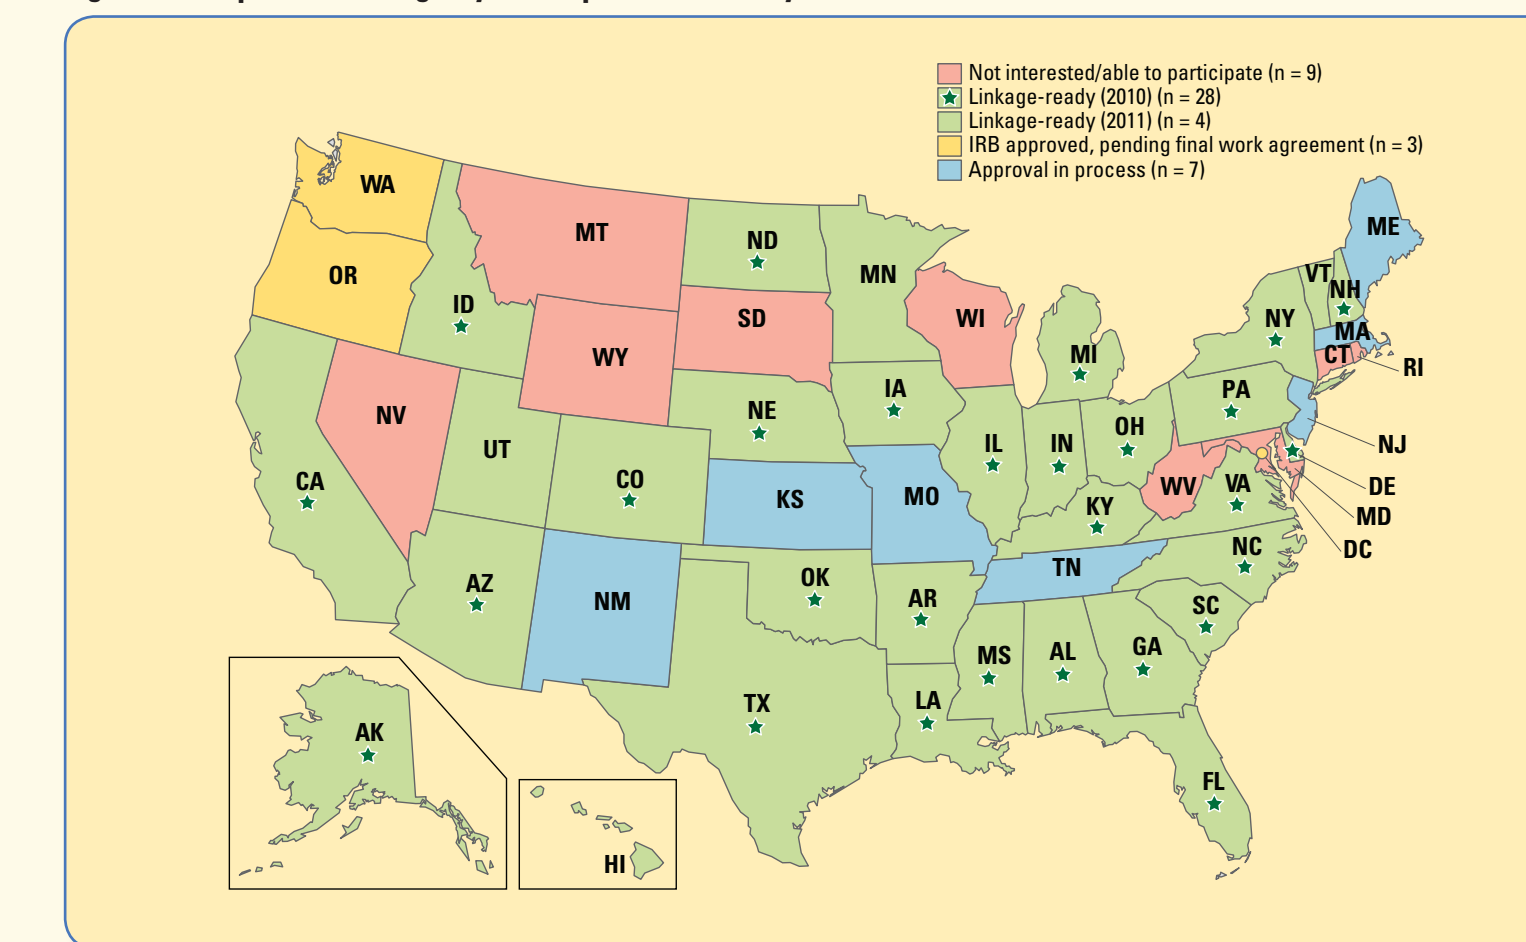 Not interested/able to participate (n = 9)
Linkage-ready (2010) (n = 28)
Linkage-ready (2011) (n = 4)
IRB approved, pending final work agreement (n = 3)
Approval in process (n = 7)
WA
MT
ND
MN
ME
OR
ID
SD
WI
VT
NH
NY
MA
WY
MI
CT
RI
NV
NE
IA
PA
UT
IL
IN
OH
NJ
CA
CO
KS
MO
WV
VA
DE
KY
MD
DC
AZ
NM
OK
AR
TN
NC
SC
MS
AL
GA
TX
LA
AK
FL
HI